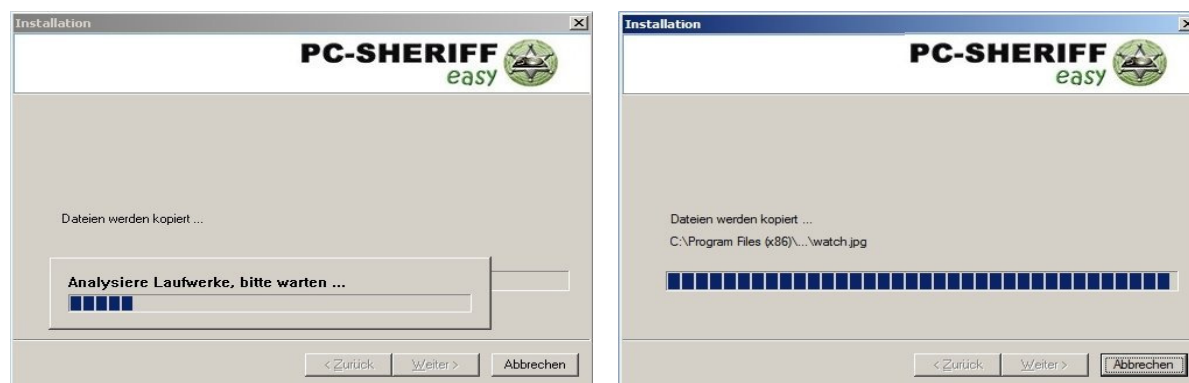 Installation
PC-SHERIFF
easy
Dateien werden kopiert ...
Analysiere Laufwerke, bitte warten ...
< Zurück
Weiter >
Abbrechen
Installation
PC-SHERIFF
easy
Dateien werden kopiert ...
C:\Program Files (x86)\...\watch.jpg
< Zurück
Weiter >
Abbrechen